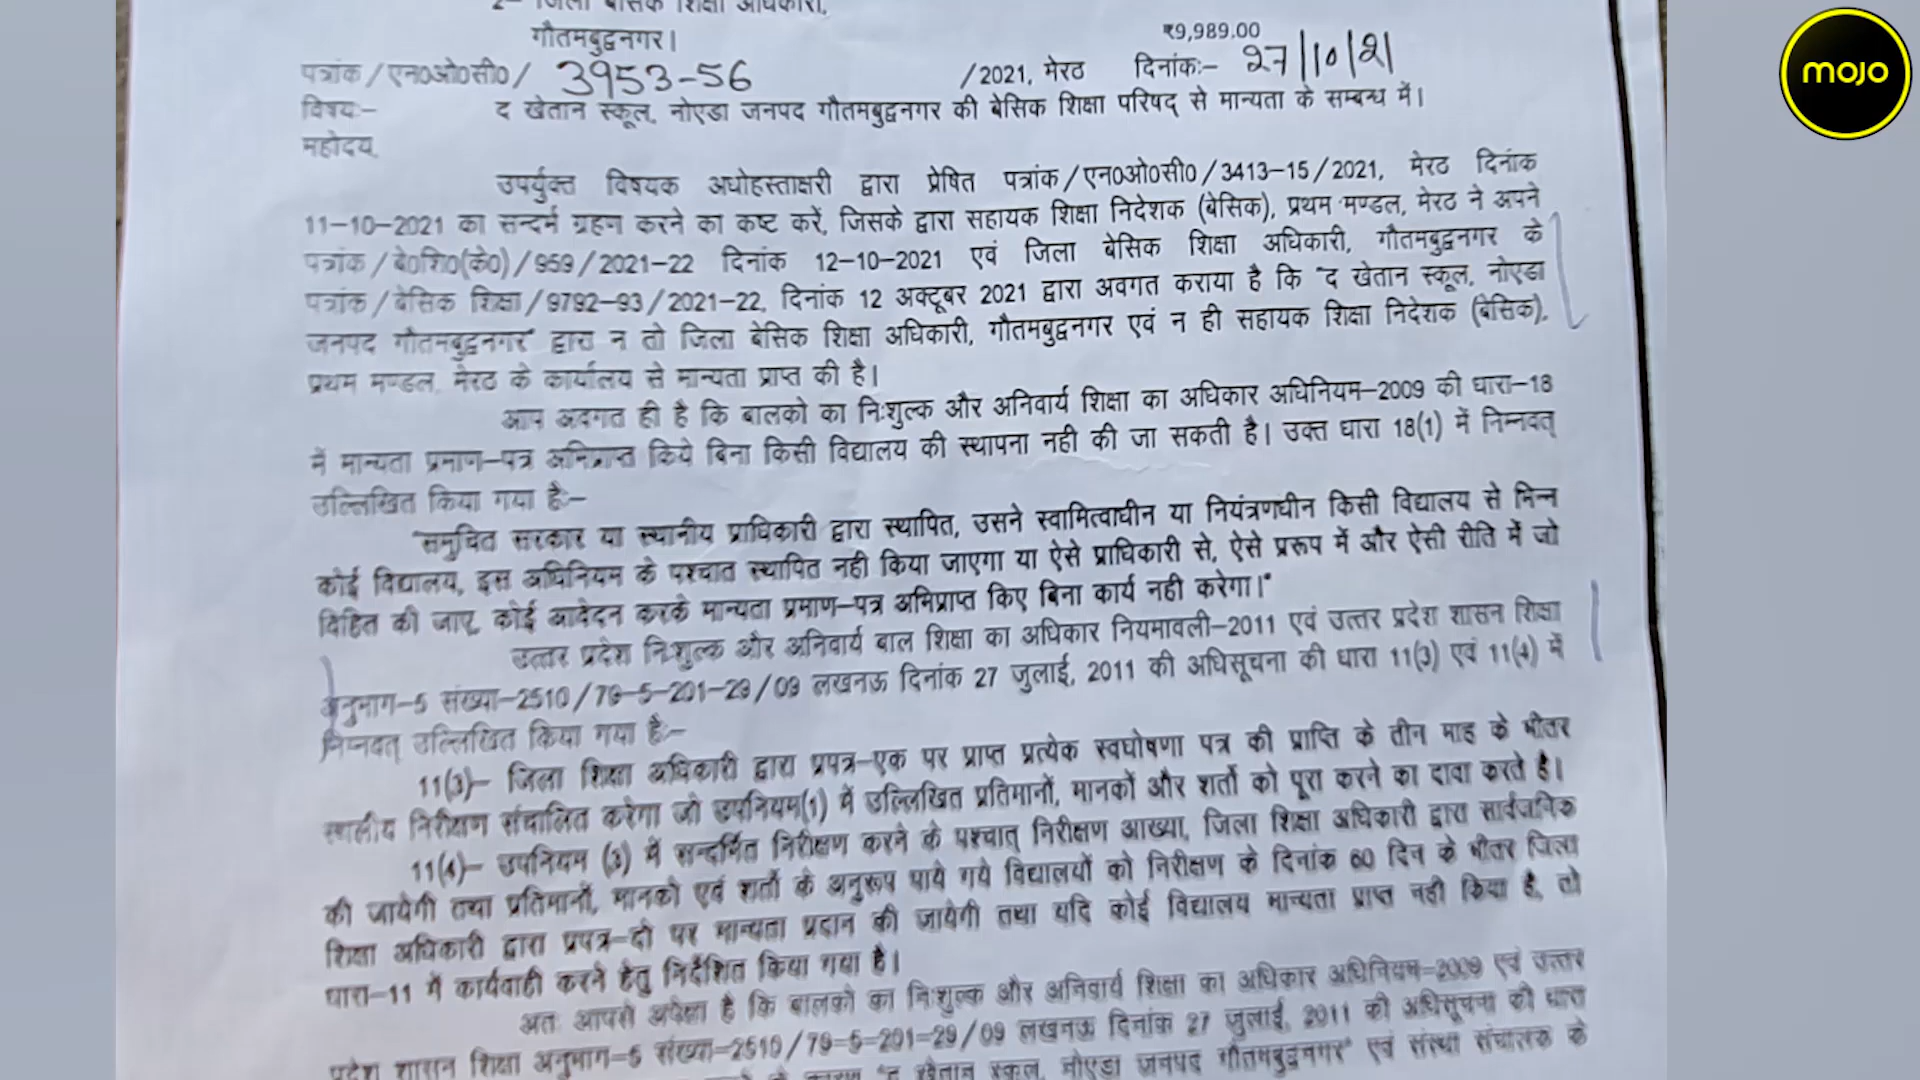 2- जिला बेसिक शिक्षा अधिकारी,
गौतमबुद्वनगर।
₹9,989.00
पत्रांक/एन0ओ0सी0/ 3953-56 /2021, मेरठ दिनांकः- 27/10/21
विषयः- द खेतान स्कूल, नोएडा जनपद गौतमबुद्वनगर की बेसिक शिक्षा परिषद् से मान्यता के सम्बन्ध में।
महोदय,
उपर्युक्त विषयक अधोहस्ताक्षरी द्वारा प्रेषित पत्रांक/एन0ओ0सी0/3413-15/2021, मेरठ दिनांक
11-10-2021 का सन्दर्भ ग्रहण करने का कष्ट करें, जिसके द्वारा सहायक शिक्षा निदेशक (बेसिक), प्रथम मण्डल, मेरठ ने अपने
पत्रांक/बे0शि0(के0)/959/2021-22 दिनांक 12-10-2021 एवं जिला बेसिक शिक्षा अधिकारी, गौतमबुद्वनगर के
पत्रांक/बेसिक शिक्षा/9792-93/2021-22, दिनांक 12 अक्टूबर 2021 द्वारा अवगत कराया है कि "द खेतान स्कूल, नोएडा
जनपद गौतमबुद्वनगर" द्वारा न तो जिला बेसिक शिक्षा अधिकारी, गौतमबुद्वनगर एवं न ही सहायक शिक्षा निदेशक (बेसिक),
प्रथम मण्डल, मेरठ के कार्यालय से मान्यता प्राप्त की है।
आप अवगत ही है कि बालको का निःशुल्क और अनिवार्य शिक्षा का अधिकार अधिनियम-2009 की धारा-18
में मान्यता प्रमाण-पत्र अभिप्राप्त किये बिना किसी विद्यालय की स्थापना नही की जा सकती है। उक्त धारा 18(1) में निम्नवत्
उल्लिखित किया गया हैः-
"समुचित सरकार या स्थानीय प्राधिकारी द्वारा स्थापित, उसने स्वामित्वाधीन या नियंत्रणधीन किसी विद्यालय से भिन्न
कोई विद्यालय, इस अधिनियम के पश्चात स्थापित नही किया जाएगा या ऐसे प्राधिकारी से, ऐसे प्ररूप में और ऐसी रीति में जो
विहित की जाए, कोई आवेदन करके मान्यता प्रमाण-पत्र अभिप्राप्त किए बिना कार्य नही करेगा।"
उत्तर प्रदेश निःशुल्क और अनिवार्य बाल शिक्षा का अधिकार नियमावली-2011 एवं उत्तर प्रदेश शासन शिक्षा
अनुभाग-5 संख्या-2510/79-5-201-29/09 लखनऊ दिनांक 27 जुलाई, 2011 की अधिसूचना की धारा 11(3) एवं 11(4) में
निम्नवत् उल्लिखित किया गया हैः-
11(3)- जिला शिक्षा अधिकारी द्वारा प्रपत्र-एक पर प्राप्त प्रत्येक स्वघोषणा पत्र की प्राप्ति के तीन माह के भीतर
स्थलीय निरीक्षण संचालित करेगा जो उपनियम(1) में उल्लिखित प्रतिमानों, मानकों और शर्तो को पूरा करने का दावा करते है।
11(4)- उपनियम (3) में सन्दर्भित निरीक्षण करने के पश्चात् निरीक्षण आख्या, जिला शिक्षा अधिकारी द्वारा सार्वजनिक
की जायेगी तथा प्रतिमानों, मानको एवं शर्तो के अनुरूप पाये गये विद्यालयों को निरीक्षण के दिनांक 60 दिन के भीतर जिला
शिक्षा अधिकारी द्वारा प्रपत्र-दो पर मान्यता प्रदान की जायेगी तथा यदि कोई विद्यालय मान्यता प्राप्त नही किया है, तो
धारा-11 में कार्यवाही करने हेतु निर्देशित किया गया है।
अतः आपसे अपेक्षा है कि बालको का निःशुल्क और अनिवार्य शिक्षा का अधिकार अधिनियम-2009 एवं उत्तर
प्रदेश शासन शिक्षा अनुभाग-5 संख्या-2510/79-5-201-29/09 लखनऊ दिनांक 27 जुलाई, 2011 की अधिसूचना की धारा
कारण "द खेतान स्कूल, नोएडा जनपद गौतमबुद्वनगर" एवं संस्था संचालक के
mojo